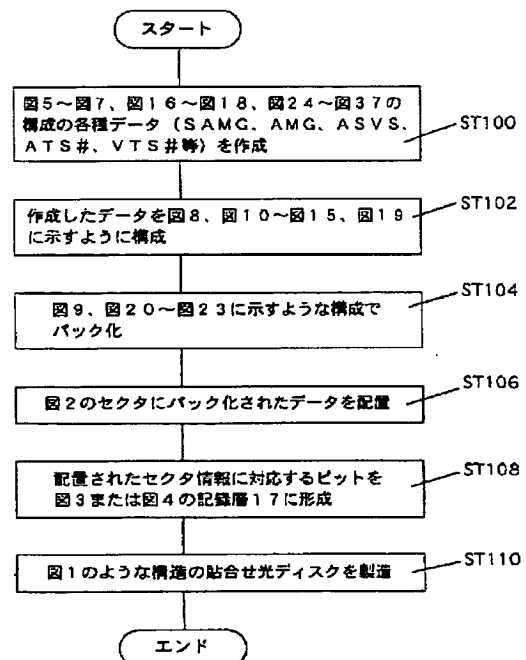 スタート
図5～図7、図16～図18、図24～図37の
構成の各種データ（SAMG、AMG、ASVS、
ATS#、VTS#等）を作成
ST100
作成したデータを図8、図10～図15、図19
に示すように構成
ST102
図9、図20～図23に示すような構成で
パック化
ST104
図2のセクタにパック化されたデータを配置
ST106
配置されたセクタ情報に対応するピットを
図3または図4の記録層17に形成
ST108
図1のような構造の貼合せ光ディスクを製造
ST110
エンド